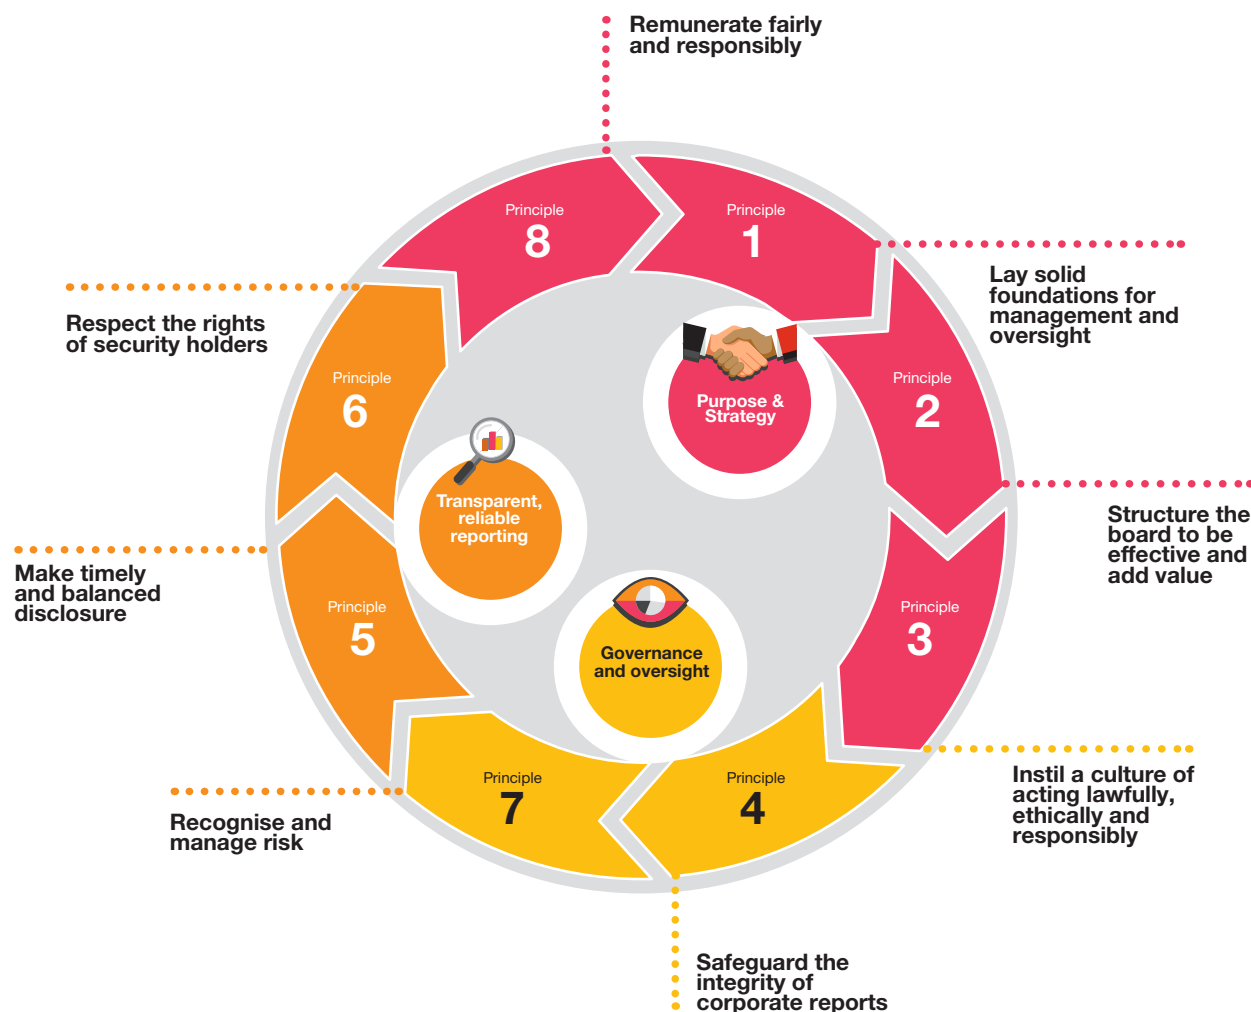 Remunerate fairly
and responsibly
Principle
8
Principle
1
Lay solid
foundations for
management and
oversight
Respect the rights
of security holders
Principle
6
Principle
2
Purpose &
Strategy
Transparent,
reliable
reporting
Structure the
board to be
effective and
add value
Make timely
and balanced
disclosure
Principle
5
Principle
3
Governance
and oversight
Principle
7
Principle
4
Instil a culture of
acting lawfully,
ethically and
responsibly
Recognise and
manage risk
Safeguard the
integrity of
corporate reports